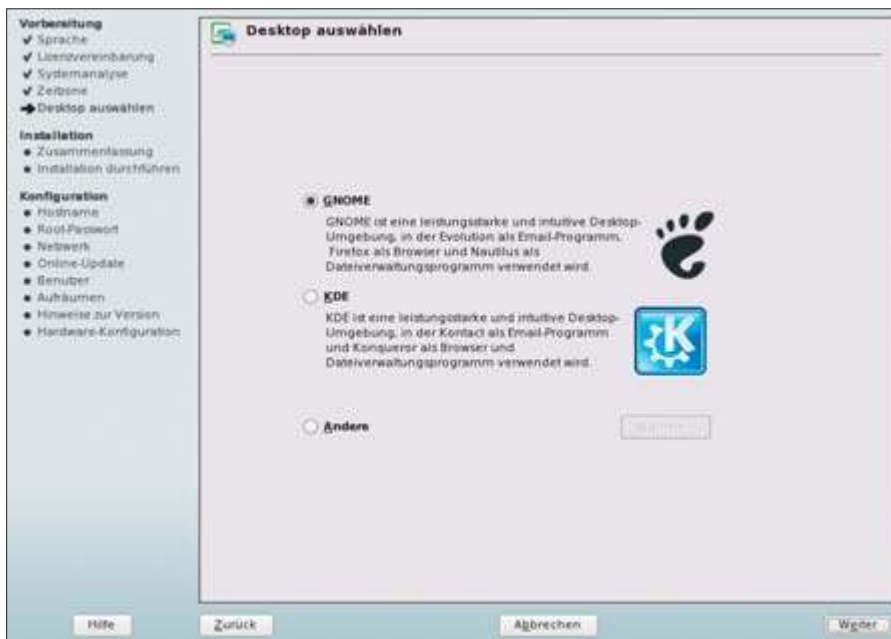 Vorbereitung
Sprache
Lizenzvereinbarung
Systemanalyse
Zeitzone
Desktop auswählen
Installation
Zusammenfassung
Installation durchführen
Konfiguration
Hostname
Root-Passwort
Netzwerk
Online-Update
Benutzer
Aufräumen
Hinweise zur Version
Hardware-Konfiguration
Desktop auswählen
GNOME
GNOME ist eine leistungsstarke und intuitive Desktop-
Umgebung, in der Evolution als Email-Programm,
Firefox als Browser und Nautilus als
Dateiverwaltungsprogramm verwendet wird.
KDE
KDE ist eine leistungsstarke und intuitive Desktop-
Umgebung, in der Kontact als Email-Programm
und Konqueror als Browser und
Dateiverwaltungsprogramm verwendet wird.
K
Andere
Hilfe
Zurück
Abbrechen
Weiter